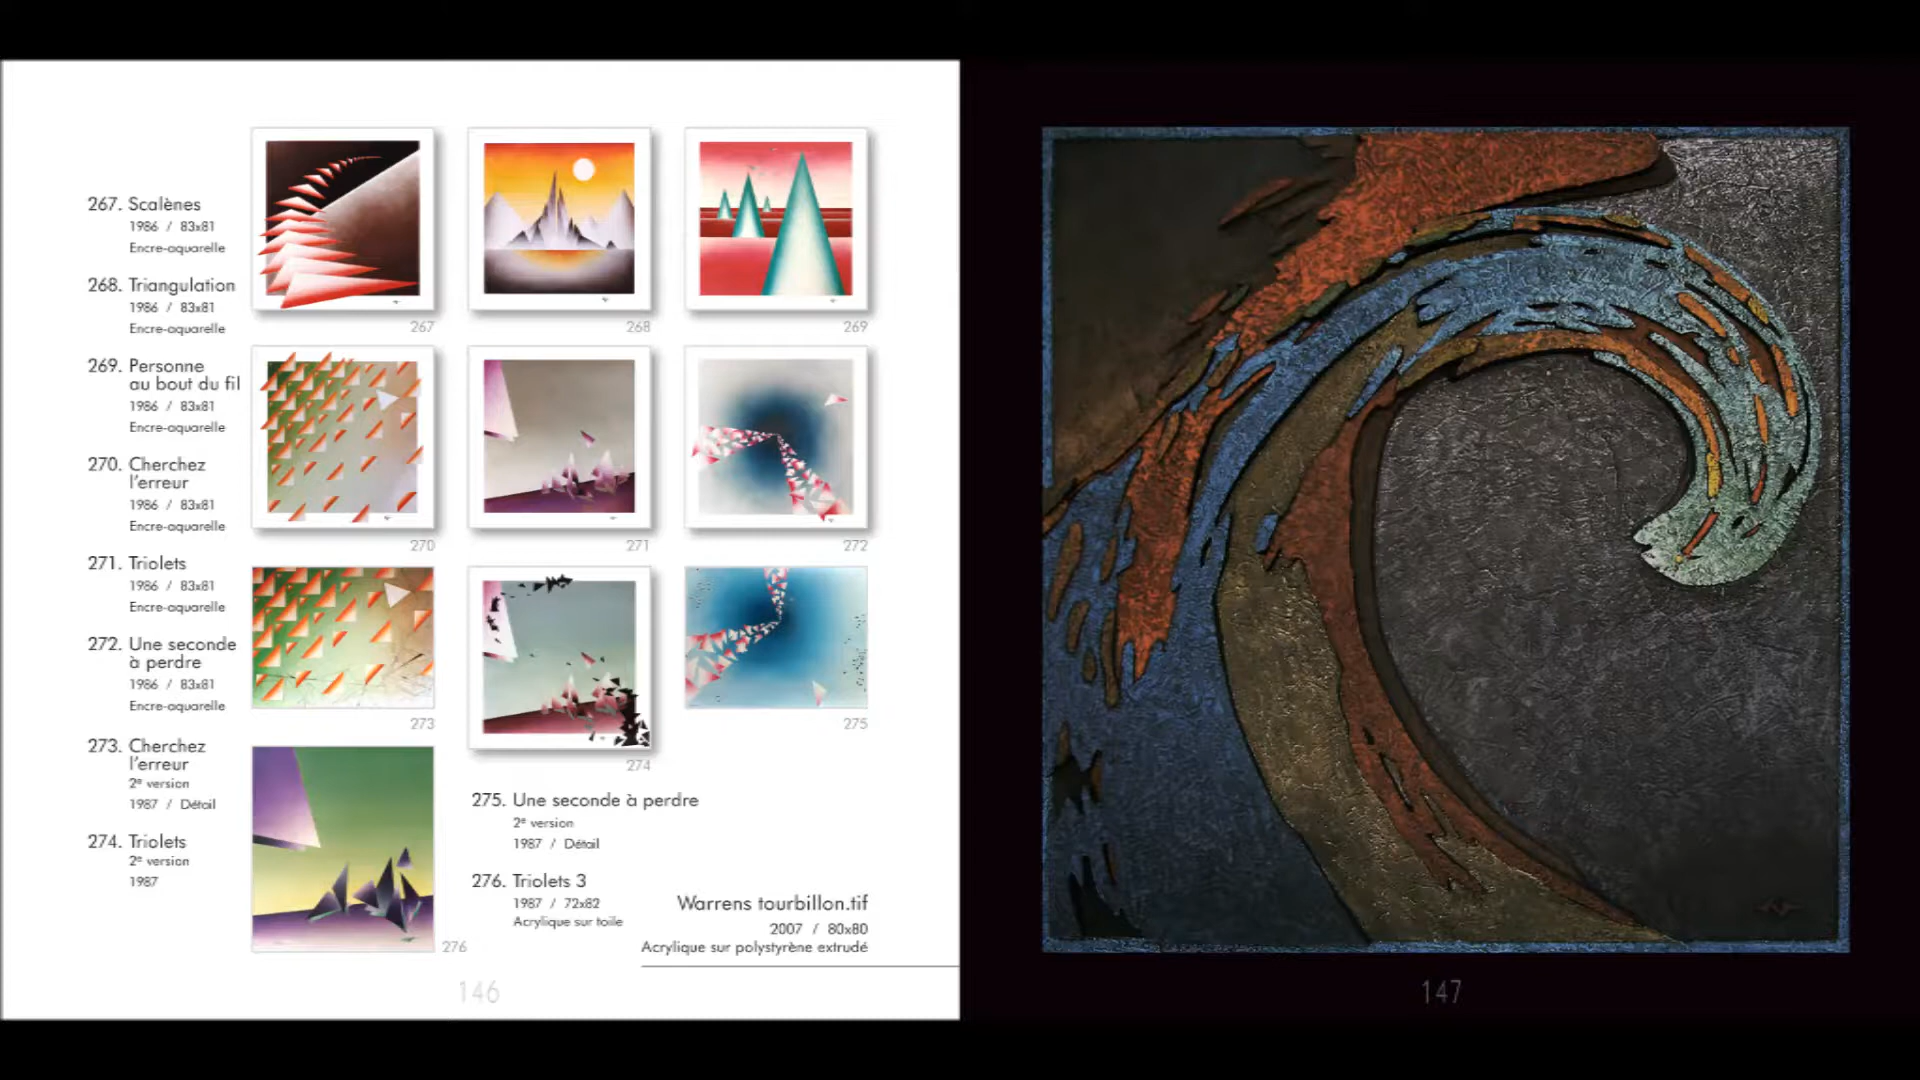 267. Scalènes
1986 / 83x81
Encre-aquarelle
268. Triangulation
1986 / 83x81
Encre-aquarelle
269. Personne
au bout du fil
1986 / 83x81
Encre-aquarelle
270. Cherchez
l'erreur
1986 / 83x81
Encre-aquarelle
271. Triolets
1986 / 83x81
Encre-aquarelle
272. Une seconde
à perdre
1986 / 83x81
Encre-aquarelle
273. Cherchez
l'erreur
2e version
1987 / Détail
274. Triolets
2e version
1987
267
268
269
270
271
272
273
274
275
276
275. Une seconde à perdre
2e version
1987 / Détail
276. Triolets 3
1987 / 72x82
Acrylique sur toile
Warrens tourbillon.tif
2007 / 80x80
Acrylique sur polystyrène extrudé
146
147